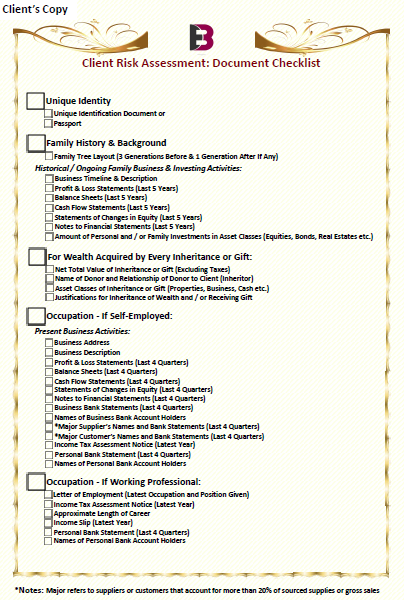 Client's Copy
B
Client Risk Assessment: Document Checklist
Unique Identity
Unique Identification Document or
Passport
Family History & Background
Family Tree Layout (3 Generations Before & 1 Generation After If Any)
Historical / Ongoing Family Business & Investing Activities:
Business Timeline & Description
Profit & Loss Statements (Last 5 Years)
Balance Sheets (Last 5 Years)
Cash Flow Statements (Last 5 Years)
Statements of Changes in Equity (Last 5 Years)
Notes to Financial Statements (Last 5 Years)
Amount of Personal and / or Family Investments in Asset Classes (Equities, Bonds, Real Estates etc.)
For Wealth Acquired by Every Inheritance or Gift:
Net Total Value of Inheritance or Gift (Excluding Taxes)
Name of Donor and Relationship of Donor to Client (Inheritor)
Asset Classes of Inheritance or Gift (Properties, Business, Cash etc.)
Justifications for Inheritance of Wealth and / or Receiving Gift
Occupation - If Self-Employed:
Present Business Activities:
Business Address
Business Description
Profit & Loss Statements (Last 4 Quarters)
Balance Sheets (Last 4 Quarters)
Cash Flow Statements (Last 4 Quarters)
Statements of Changes in Equity (Last 4 Quarters)
Notes to Financial Statements (Last 4 Quarters)
Business Bank Statements (Last 4 Quarters)
Names of Business Bank Account Holders
*Major Supplier's Names and Bank Statements (Last 4 Quarters)
*Major Customer's Names and Bank Statements (Last 4 Quarters)
Income Tax Assessment Notice (Latest Year)
Personal Bank Statement (Last 4 Quarters)
Names of Personal Bank Account Holders
Occupation - If Working Professional:
Letter of Employment (Latest Occupation and Position Given)
Income Tax Assessment Notice (Latest Year)
Approximate Length of Career
Income Slip (Latest Year)
Personal Bank Statement (Last 4 Quarters)
Names of Personal Bank Account Holders
*Notes: Major refers to suppliers or customers that account for more than 20% of sourced supplies or gross sales